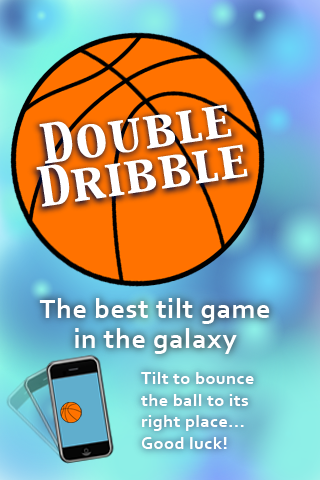 DOUBLE
DRIBBLE
The best tilt game
in the galaxy
Tilt to bounce
the ball to its
right place...
Good luck!